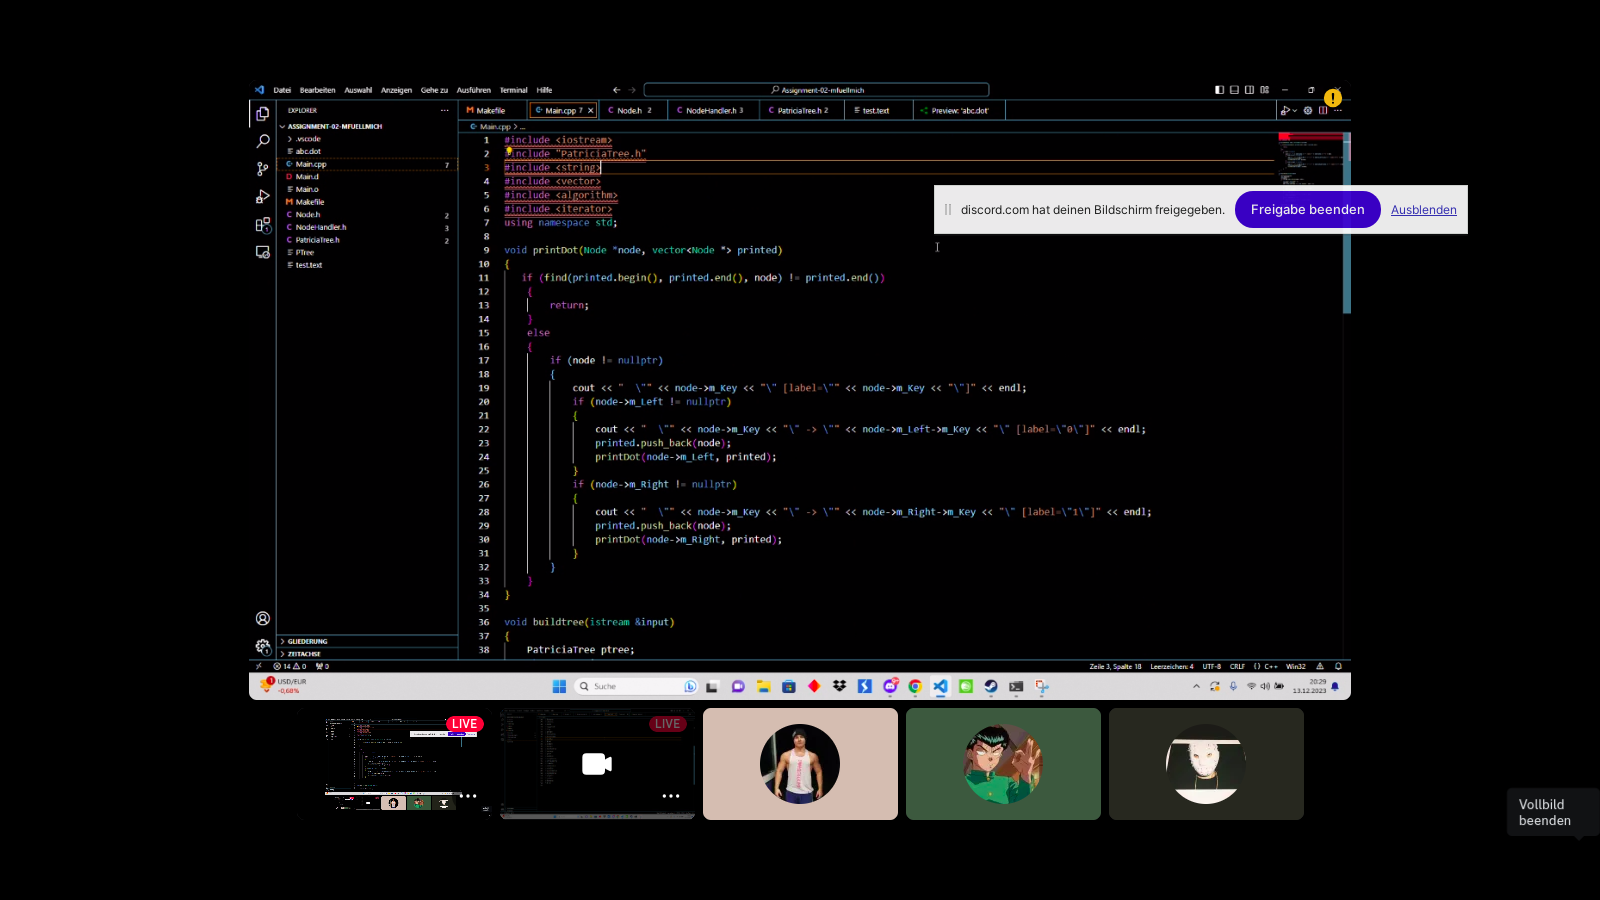 Datei Bearbeiten Auswahl Anzeigen Gehe zu Ausführen Terminal Hilfe
Assignment-02-mfuellmich
EXPLORER
ASSIGNMENT-02-MFUELLMICH
.vscode
abc.dot
Main.cpp 7
Main.d
Main.o
Makefile
Node.h 2
NodeHandler.h 3
PatriciaTree.h 2
PTree
test.text
GLIEDERUNG
ZEITACHSE
Makefile Main.cpp 7 Node.h 2 NodeHandler.h 3 PatriciaTree.h 2 test.text Preview: 'abc.dot'
Main.cpp > ...
1 #include <iostream>
2 #include "PatriciaTree.h"
3 #include <string>
4 #include <vector>
5 #include <algorithm>
6 #include <iterator>
7 using namespace std;
8
9 void printDot(Node *node, vector<Node *> printed)
10 {
11 if (find(printed.begin(), printed.end(), node) != printed.end())
12 {
13 return;
14 }
15 else
16 {
17 if (node != nullptr)
18 {
19 cout << "  \"" << node->m_Key << "\" [label=\"" << node->m_Key << "\"]" << endl;
20 if (node->m_Left != nullptr)
21 {
22 cout << "  \"" << node->m_Key << "\" -> \"" << node->m_Left->m_Key << "\" [label=\"0\"]" << endl;
23 printed.push_back(node);
24 printDot(node->m_Left, printed);
25 }
26 if (node->m_Right != nullptr)
27 {
28 cout << "  \"" << node->m_Key << "\" -> \"" << node->m_Right->m_Key << "\" [label=\"1\"]" << endl;
29 printed.push_back(node);
30 printDot(node->m_Right, printed);
31 }
32 }
33 }
34 }
35
36 void buildtree(istream &input)
37 {
38 PatriciaTree ptree;
discord.com hat deinen Bildschirm freigegeben. Freigabe beenden Ausblenden
14 0 0
Zeile 3, Spalte 18 Leerzeichen: 4 UTF-8 CRLF {} C++ Win32
1
USD/EUR
-0,60%
Suche
20:29
13.12.2023
LIVE
LIVE
Vollbild
beenden